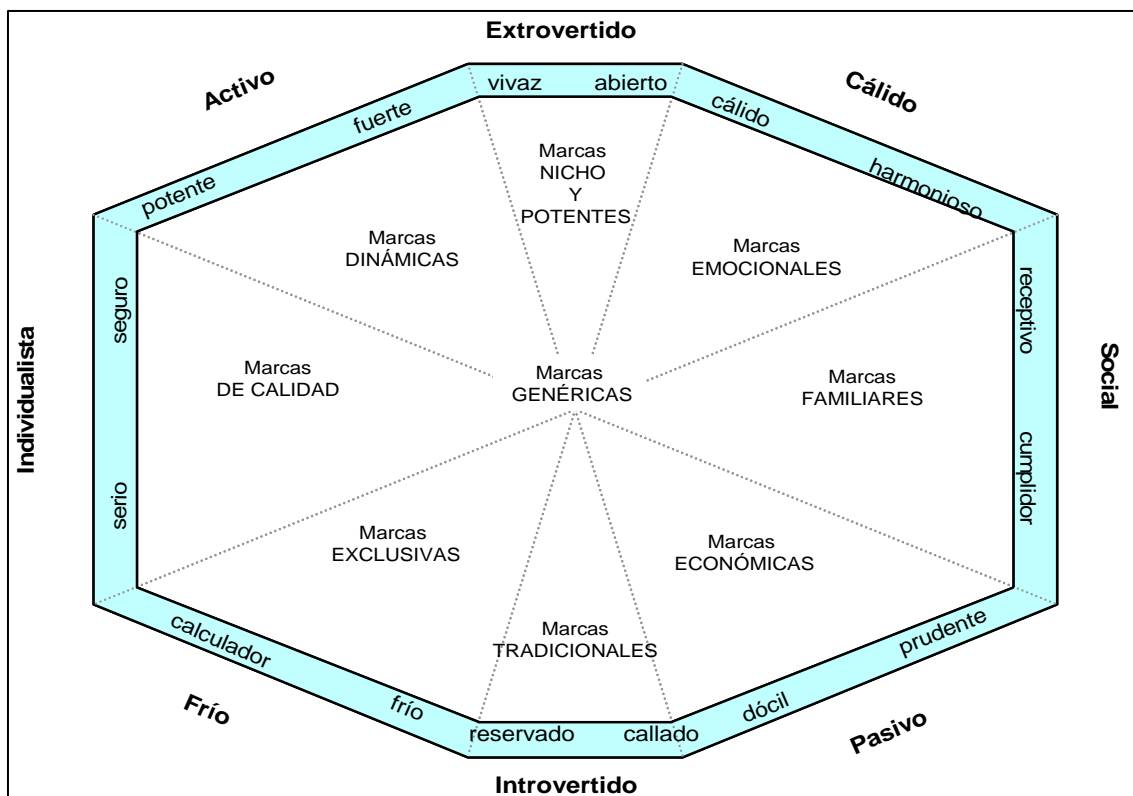 Extrovertido
Activo
Cálido
vivaz
abierto
fuerte
cálido
potente
harmonioso
Marcas
NICHO
Y
POTENTES
Marcas
DINÁMICAS
Marcas
EMOCIONALES
seguro
receptivo
Individualista
Social
Marcas
DE CALIDAD
Marcas
GENÉRICAS
Marcas
FAMILIARES
serio
cumplidor
Marcas
EXCLUSIVAS
Marcas
ECONÓMICAS
Marcas
TRADICIONALES
calculador
prudente
frío
dócil
Frío
Pasivo
reservado
callado
Introvertido